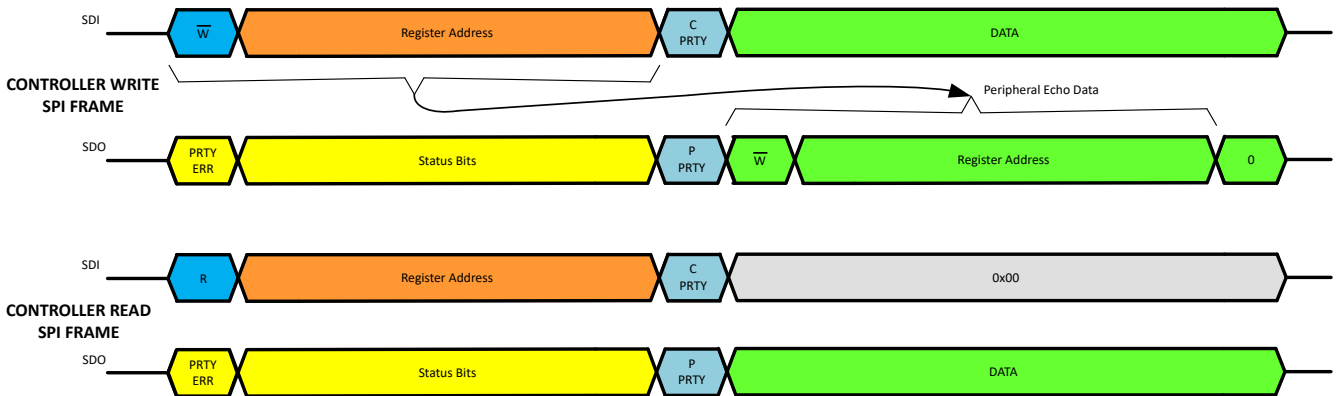 SDI
W̅
Register Address
C
PRTY
DATA
CONTROLLER WRITE
SPI FRAME
Peripheral Echo Data
SDO
PRTY
ERR
Status Bits
P
PRTY
W̅
Register Address
0
SDI
R
Register Address
C
PRTY
0x00
CONTROLLER READ
SPI FRAME
SDO
PRTY
ERR
Status Bits
P
PRTY
DATA